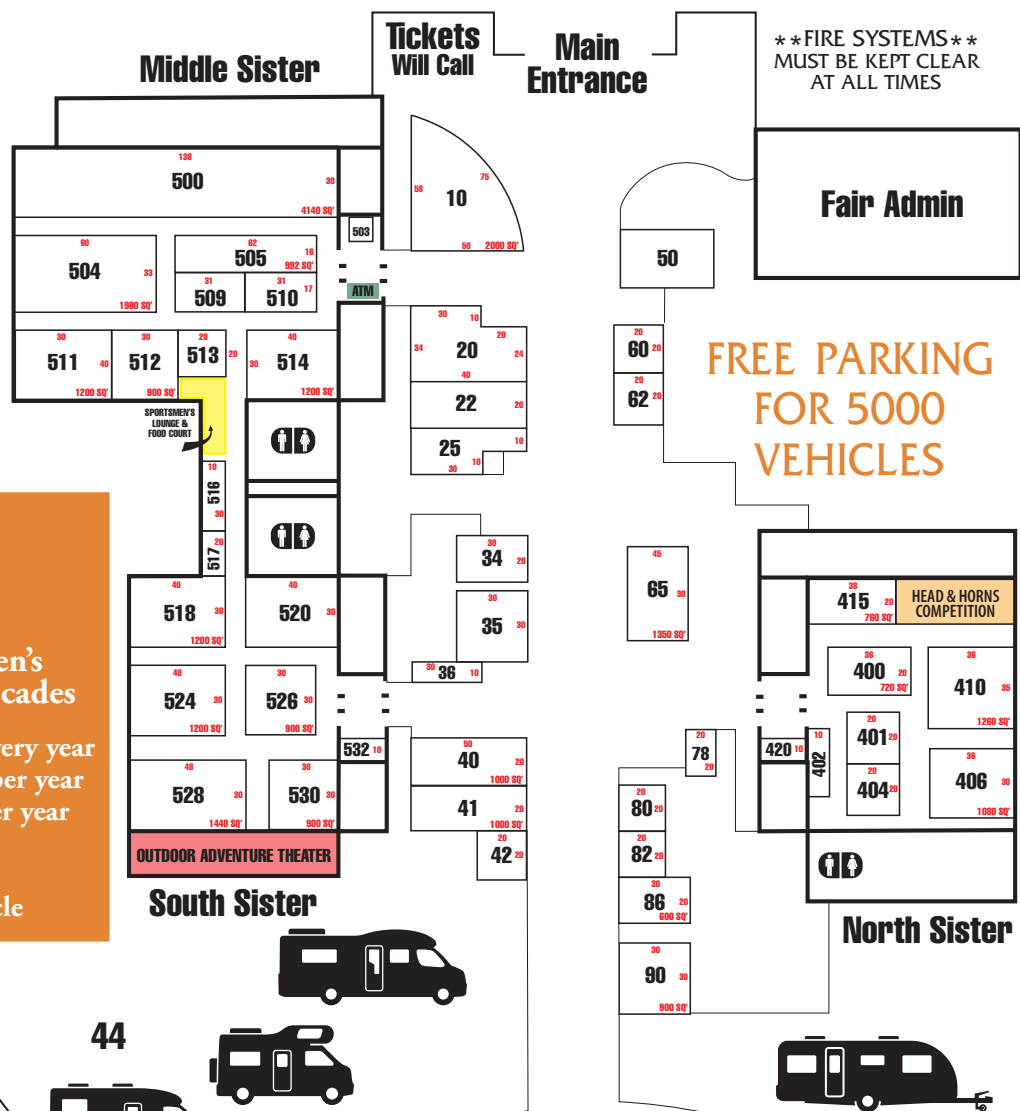 Tickets
Will Call
Main
Entrance
**FIRE SYSTEMS**
MUST BE KEPT CLEAR
AT ALL TIMES
Middle Sister
138
500
30
4140 SQ'
58
75
10
50
2000 SQ'
Fair Admin
503
60
504
33
1980 SQ'
62
505
16
992 SQ'
31
509
31
510
17
ATM
50
30
511
40
1200 SQ'
30
512
900 SQ'
20
513
20
40
30
514
1200 SQ'
30
10
34
20
20
24
40
22
20
25
10
30
10
20
60
20
20
62
20
FREE PARKING
FOR 5000
VEHICLES
SPORTSMEN'S
LOUNGE &
FOOD COURT
10
516
30
20
517
30
34
20
30
35
30
30
36
10
45
65
30
1350 SQ'
38
415
20
760 SQ'
HEAD & HORNS
COMPETITION
40
518
30
1200 SQ'
40
520
30
40
524
30
1200 SQ'
30
526
30
900 SQ'
36
400
20
720 SQ'
36
410
35
1260 SQ'
en's
cades
very year
per year
er year
cle
532
10
50
40
20
1000 SQ'
41
20
1000 SQ'
20
42
20
20
78
20
420
10
10
402
20
401
20
20
404
20
36
406
30
1080 SQ'
48
528
30
1440 SQ'
30
530
30
900 SQ'
20
80
20
20
82
20
30
86
20
600 SQ'
30
90
30
900 SQ'
OUTDOOR ADVENTURE THEATER
South Sister
North Sister
44